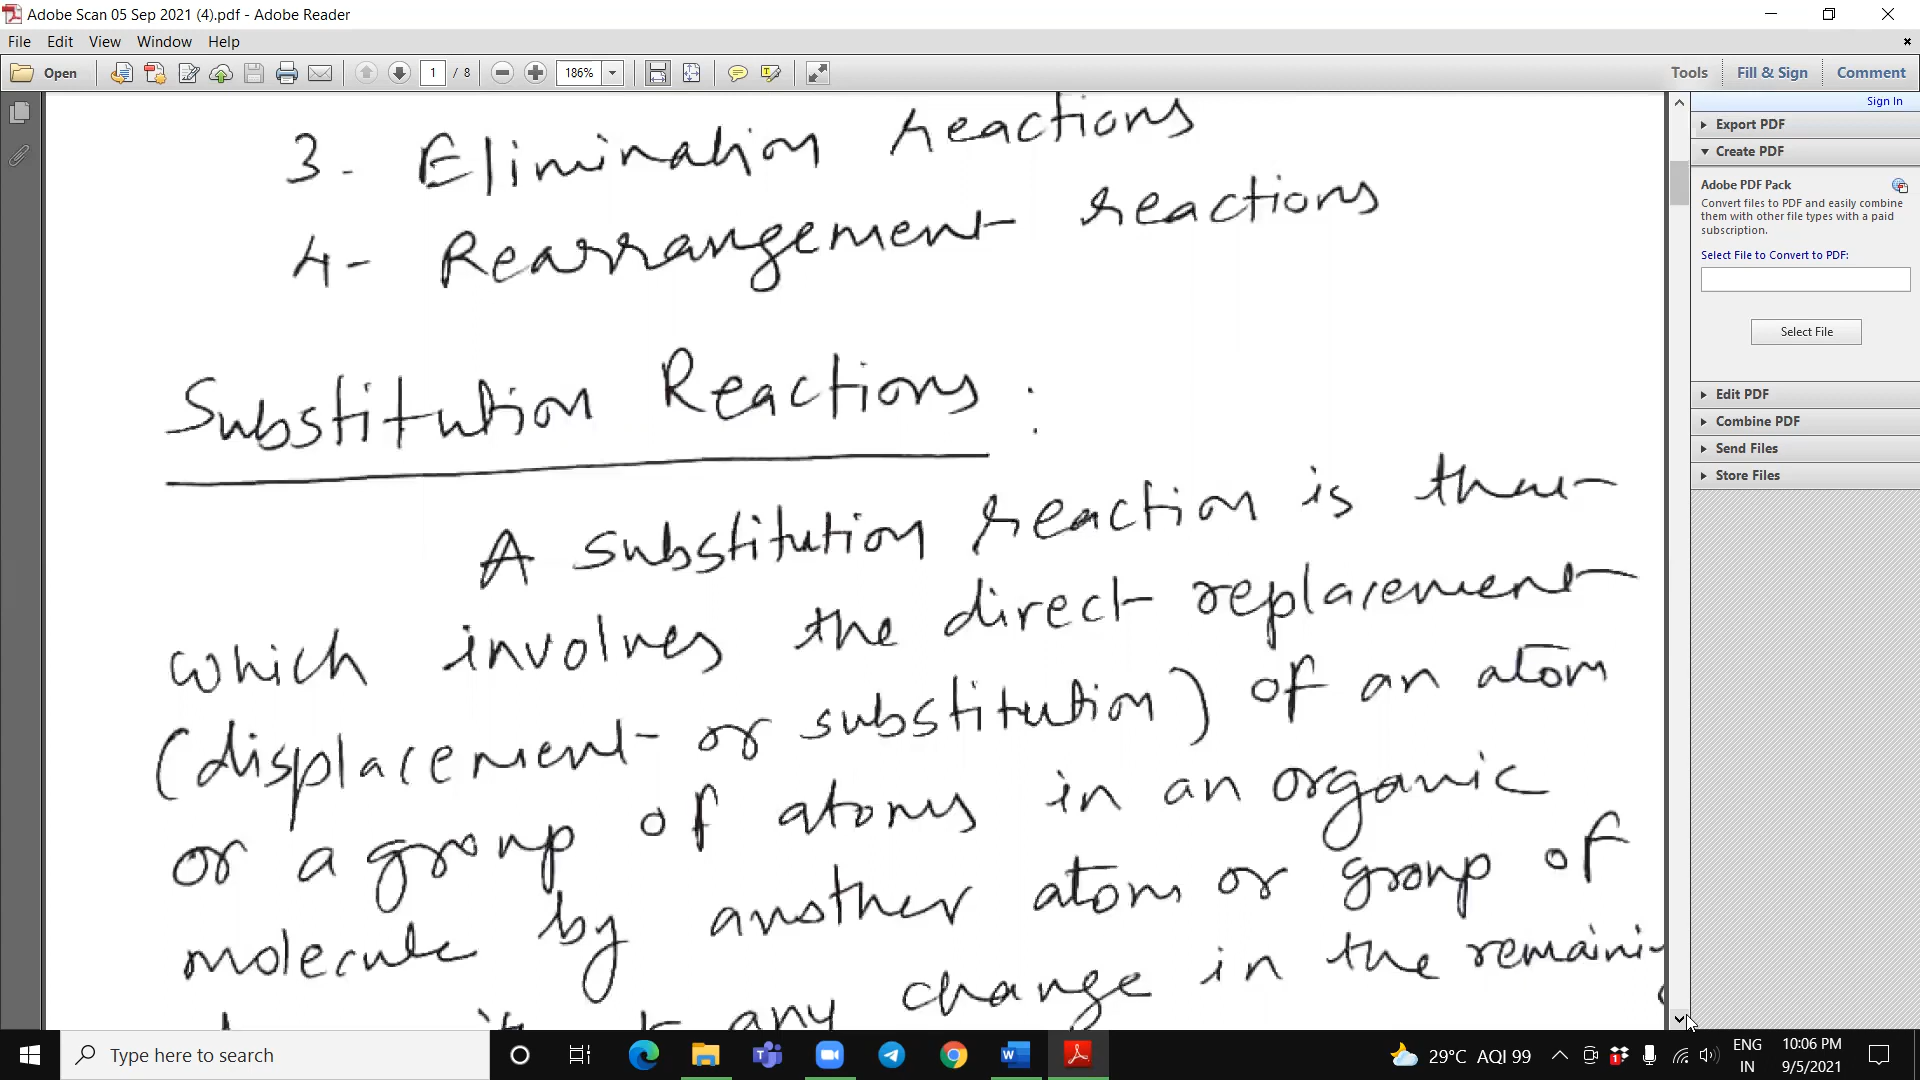 Adobe Scan 05 Sep 2021 (4).pdf - Adobe Reader
File Edit View Window Help
Open 1 / 8 186% Tools Fill & Sign Comment
Sign In
Export PDF
Create PDF
Adobe PDF Pack
Convert files to PDF and easily combine
them with other file types with a paid
subscription.
Select File to Convert to PDF:
Select File
Edit PDF
Combine PDF
Send Files
Store Files
3. Elimination reactions
4- Rearrangement reactions
Substitution Reactions :
A substitution reaction is that
which involves the direct replacement
(displacement or substitution) of an atom
or a group of atoms in an organic
molecule by another atom or group of
any change in the remaini-
Type here to search
29°C AQI 99 ENG 10:06 PM
IN 9/5/2021